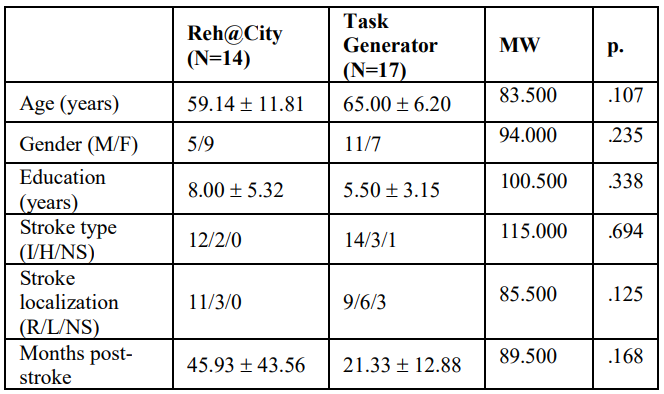 Reh@City (N=14) Task Generator (N=17) MW p.
Age (years) 59.14 ± 11.81 65.00 ± 6.20 83.500 .107
Gender (M/F) 5/9 11/7 94.000 .235
Education (years) 8.00 ± 5.32 5.50 ± 3.15 100.500 .338
Stroke type (I/H/NS) 12/2/0 14/3/1 115.000 .694
Stroke localization (R/L/NS) 11/3/0 9/6/3 85.500 .125
Months post-stroke 45.93 ± 43.56 21.33 ± 12.88 89.500 .168